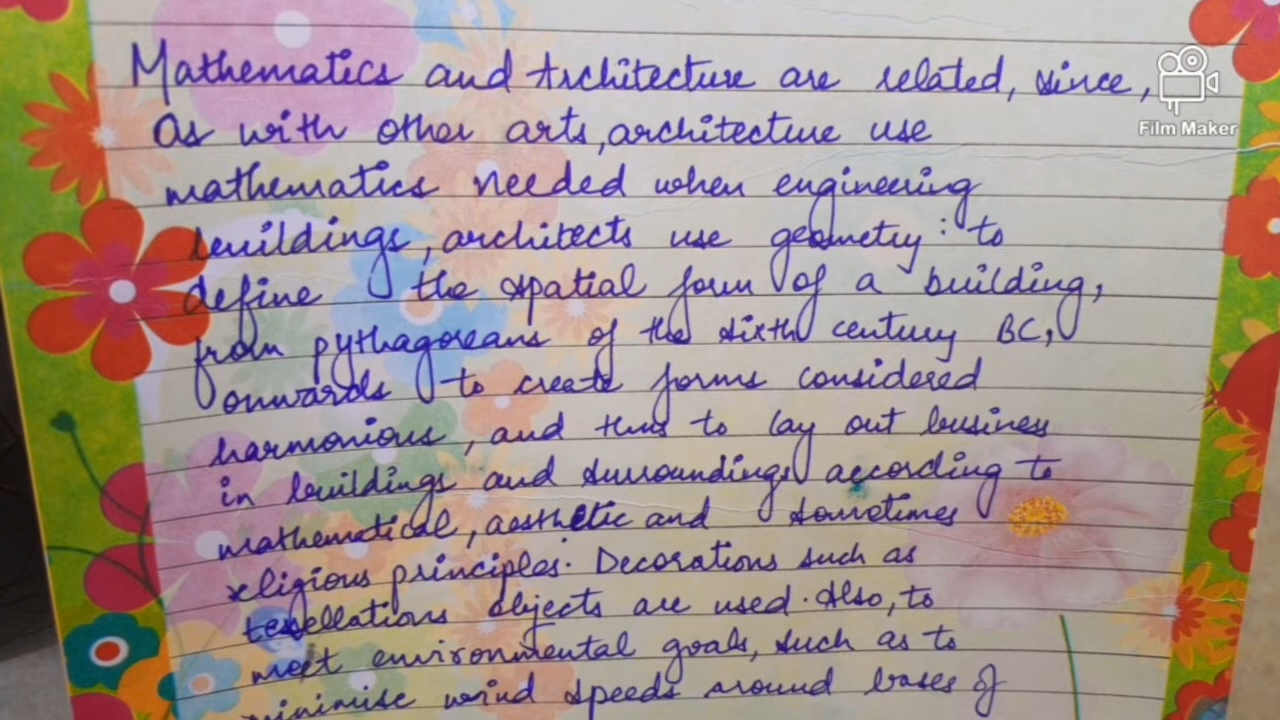 Mathematics and Architecture are related, since,
As with other arts, architecture use
mathematics needed when engineering
buildings, architects use geometry: to
define the spatial form of a building,
from pythagoreans of the sixth century BC,
onwards to create forms considered
harmonious, and thus to lay out business
in buildings and surroundings according to
mathematical, aesthetic and sometimes
religious principles. Decorations such as
tessellations objects are used. Also, to
meet environmental goals, such as to
minimise wind speeds around bases of
Film Maker